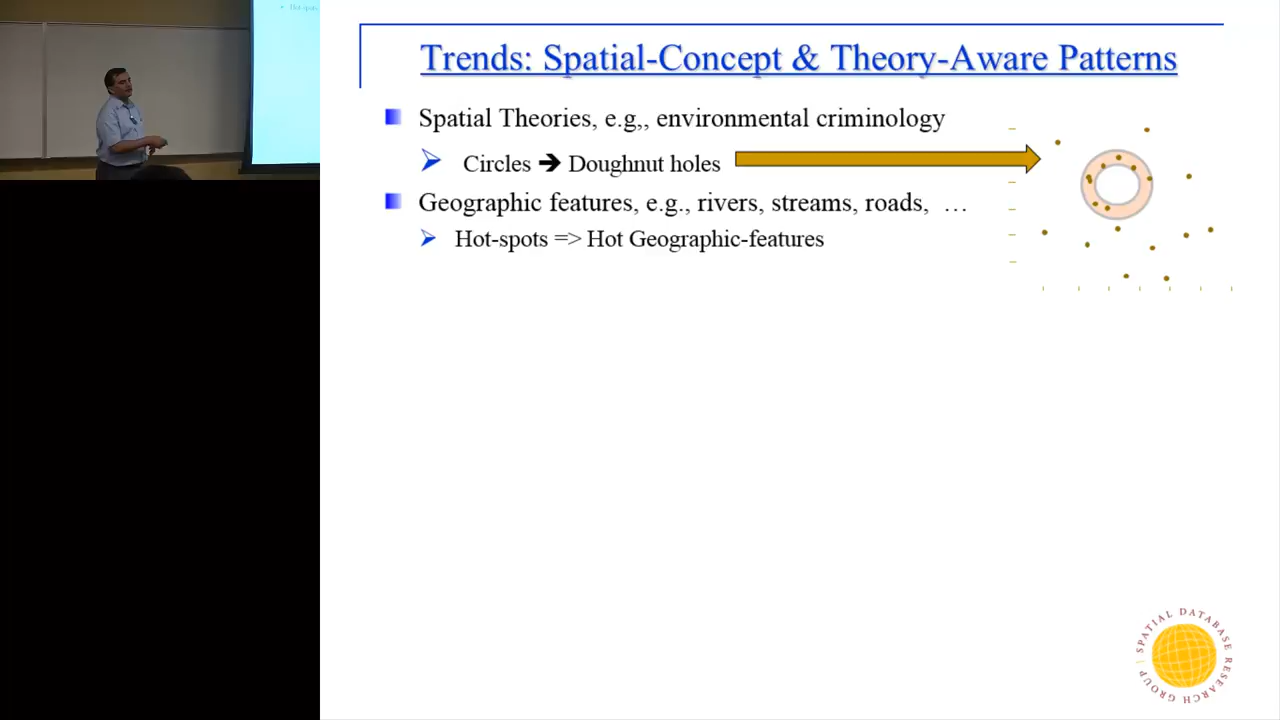 Trends: Spatial-Concept & Theory-Aware Patterns
Spatial Theories, e.g,, environmental criminology
Circles ➔ Doughnut holes
Geographic features, e.g., rivers, streams, roads, …
Hot-spots => Hot Geographic-features
SPATIAL DATABASE RESEARCH GROUP